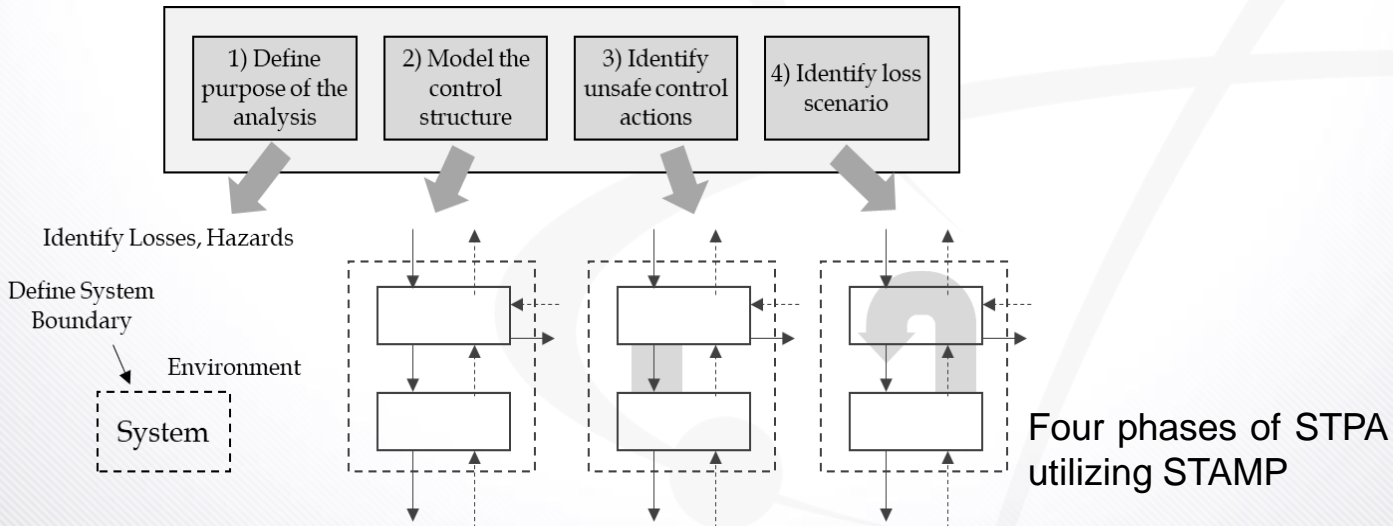 1) Define
purpose of the
analysis
2) Model the
control
structure
3) Identify
unsafe control
actions
4) Identify loss
scenario
Identify Losses, Hazards
Define System
Boundary
Environment
System
Four phases of STPA
utilizing STAMP